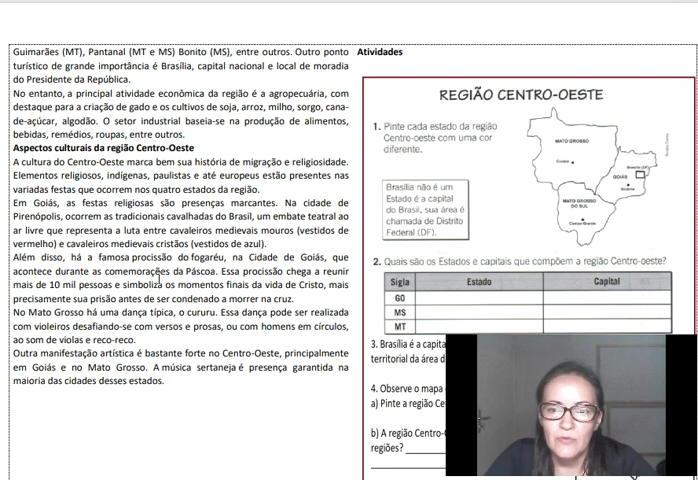 Guimarães (MT), Pantanal (MT e MS) Bonito (MS), entre outros. Outro ponto
turístico de grande importância é Brasília, capital nacional e local de moradia
do Presidente da República.
No entanto, a principal atividade econômica da região é a agropecuária, com
destaque para a criação de gado e os cultivos de soja, arroz, milho, sorgo, cana-
de-açúcar, algodão. O setor industrial baseia-se na produção de alimentos,
bebidas, remédios, roupas, entre outros.
Aspectos culturais da região Centro-Oeste
A cultura do Centro-Oeste marca bem sua história de migração e religiosidade.
Elementos religiosos, indígenas, paulistas e até europeus estão presentes nas
variadas festas que ocorrem nos quatro estados da região.
Em Goiás, as festas religiosas são presenças marcantes. Na cidade de
Pirenópolis, ocorrem as tradicionais cavalhadas do Brasil, um embate teatral ao
ar livre que representa a luta entre cavaleiros medievais mouros (vestidos de
vermelho) e cavaleiros medievais cristãos (vestidos de azul).
Além disso, há a famosa procissão do fogaréu, na Cidade de Goiás, que
acontece durante as comemorações da Páscoa. Essa procissão chega a reunir
mais de 10 mil pessoas e simboliza os momentos finais da vida de Cristo, mais
precisamente sua prisão antes de ser condenado a morrer na cruz.
No Mato Grosso há uma dança típica, o cururu. Essa dança pode ser realizada
com violeiros desafiando-se com versos e prosas, ou com homens em círculos,
ao som de violas e reco-reco.
Outra manifestação artística é bastante forte no Centro-Oeste, principalmente
em Goiás e no Mato Grosso. A música sertaneja é presença garantida na
maioria das cidades desses estados.
Atividades
REGIÃO CENTRO-OESTE
1. Pinte cada estado da região
Centro-oeste com uma cor
diferente.
Brasília não é um
Estado é a capital
do Brasil, sua área é
chamada de Distrito
Federal (DF).
MATO GROSSO
Cuiabá
Brasília (DF)
GOIÁS
Goiânia
MATO GROSSO
DO SUL
Campo Grande
2. Quais são os Estados e capitais que compõem a região Centro-oeste?
Sigla Estado Capital
GO
MS
MT
3. Brasília é a capita
territorial da área d
4. Observe o mapa
a) Pinte a região Ce
b) A região Centro-
regiões?